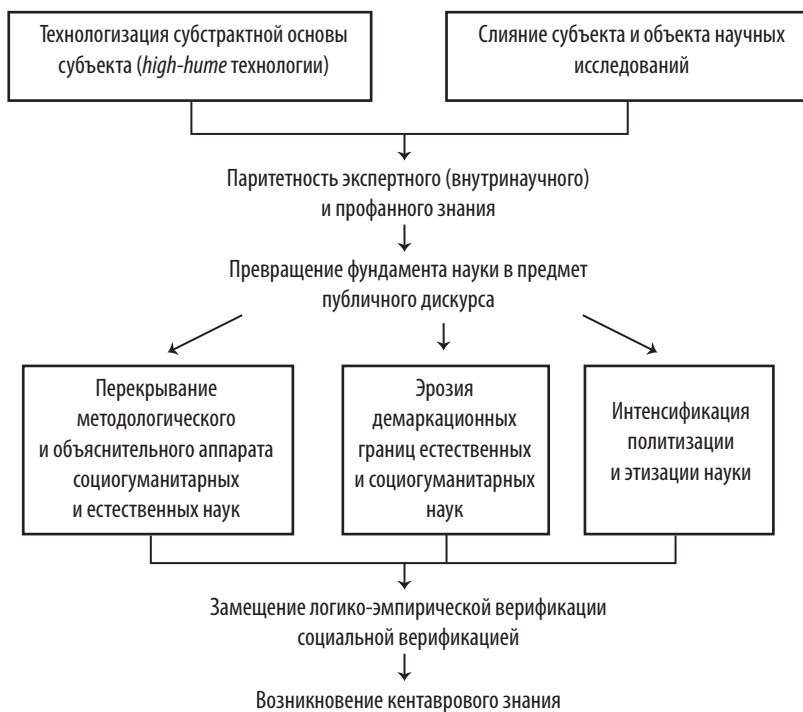 Технологизация субстрактной основы
субъекта (high-hume технологии)
Слияние субъекта и объекта научных
исследований
Паритетность экспертного (внутринаучного)
и профанного знания
Превращение фундамента науки в предмет
публичного дискурса
Перекрывание
методологического
и объяснительного аппарата
социогуманитарных
и естественных наук
Эрозия
демаркационных
границ естественных
и социогуманитарных
наук
Интенсификация
политизации
и этизации науки
Замещение логико-эмпирической верификации
социальной верификацией
Возникновение кентаврового знания